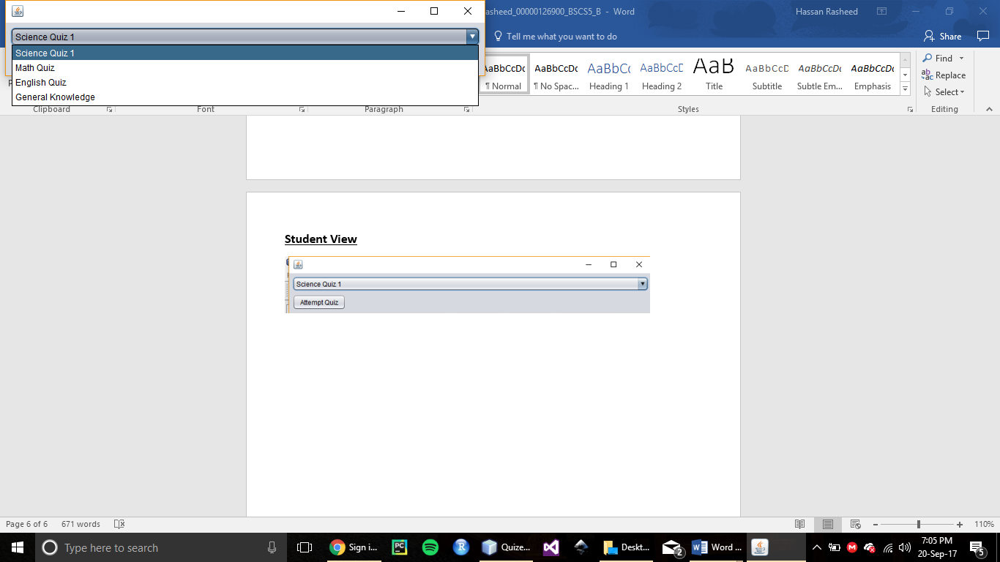 asheed_00000126900_BSCS5_B - Word
Hassan Rasheed
Science Quiz 1
Science Quiz 1
Math Quiz
English Quiz
General Knowledge
Tell me what you want to do
Share
AaBbCcDc
AaBbCcDc
AaBbCc
AaBbCcC
AaB
AaBbCcD
AaBbCcDc
AaBbCcDc
¶ Normal
¶ No Spac...
Heading 1
Heading 2
Title
Subtitle
Subtle Em...
Emphasis
Find
Replace
Select
Clipboard
Font
Paragraph
Styles
Editing
Student View
Science Quiz 1
Attempt Quiz
Page 6 of 6
671 words
110%
Type here to search
Sign i...
PC
R
Quize...
Deskt...
2
Word ...
7:05 PM
20-Sep-17
5